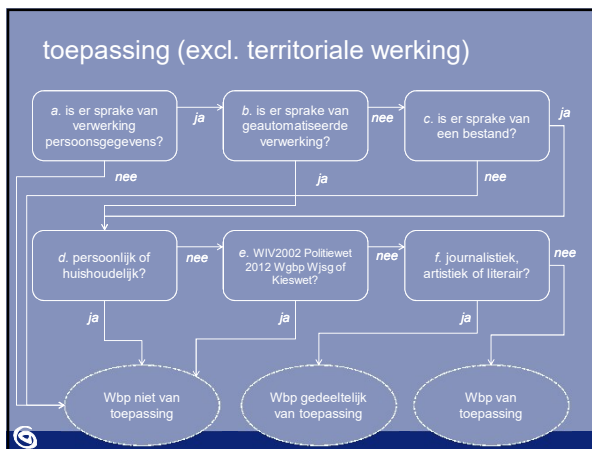 toepassing (excl. territoriale werking)
a. is er sprake van
verwerking
persoonsgegevens?
ja
b. is er sprake van
geautomatiseerde
verwerking?
nee
c. is er sprake van
een bestand?
ja
nee
ja
nee
d. persoonlijk of
huishoudelijk?
nee
e. WIV2002 Politiewet
2012 Wgbp Wjsg of
Kieswet?
nee
f. journalistiek,
artistiek of literair?
nee
ja
ja
ja
Wbp niet van
toepassing
Wbp gedeeltelijk
van toepassing
Wbp van
toepassing